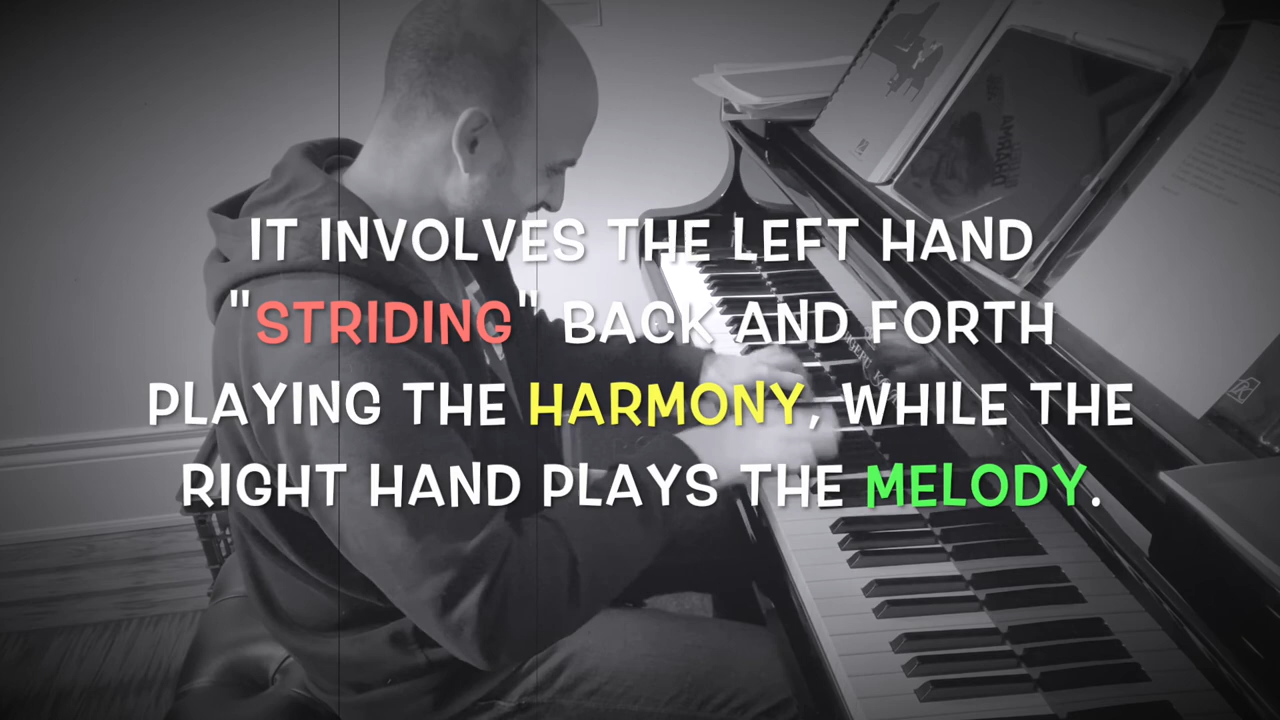 IT INVOLVES THE LEFT HAND
"STRIDING" BACK AND FORTH
PLAYING THE HARMONY, WHILE THE
RIGHT HAND PLAYS THE MELODY.